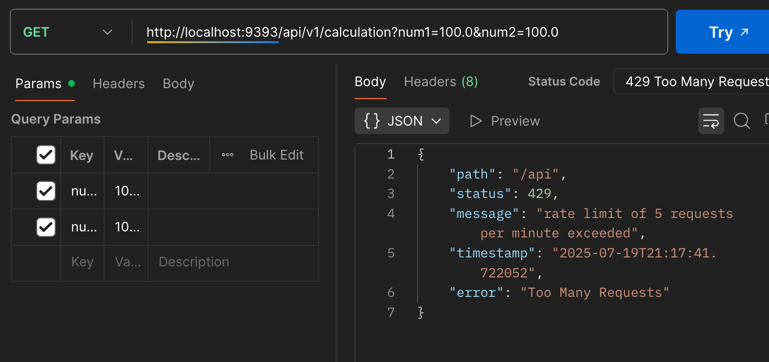 GET http://localhost:9393/api/v1/calculation?num1=100.0&num2=100.0 Try ↗
Params Headers Body
Query Params
Key V... Desc... ooo Bulk Edit
nu... 10...
nu... 10...
Key Va... Description
Body Headers (8) Status Code 429 Too Many Request
{} JSON Preview
1 {
2 "path": "/api",
3 "status": 429,
4 "message": "rate limit of 5 requests
per minute exceeded",
5 "timestamp": "2025-07-19T21:17:41.
722052",
6 "error": "Too Many Requests"
7 }